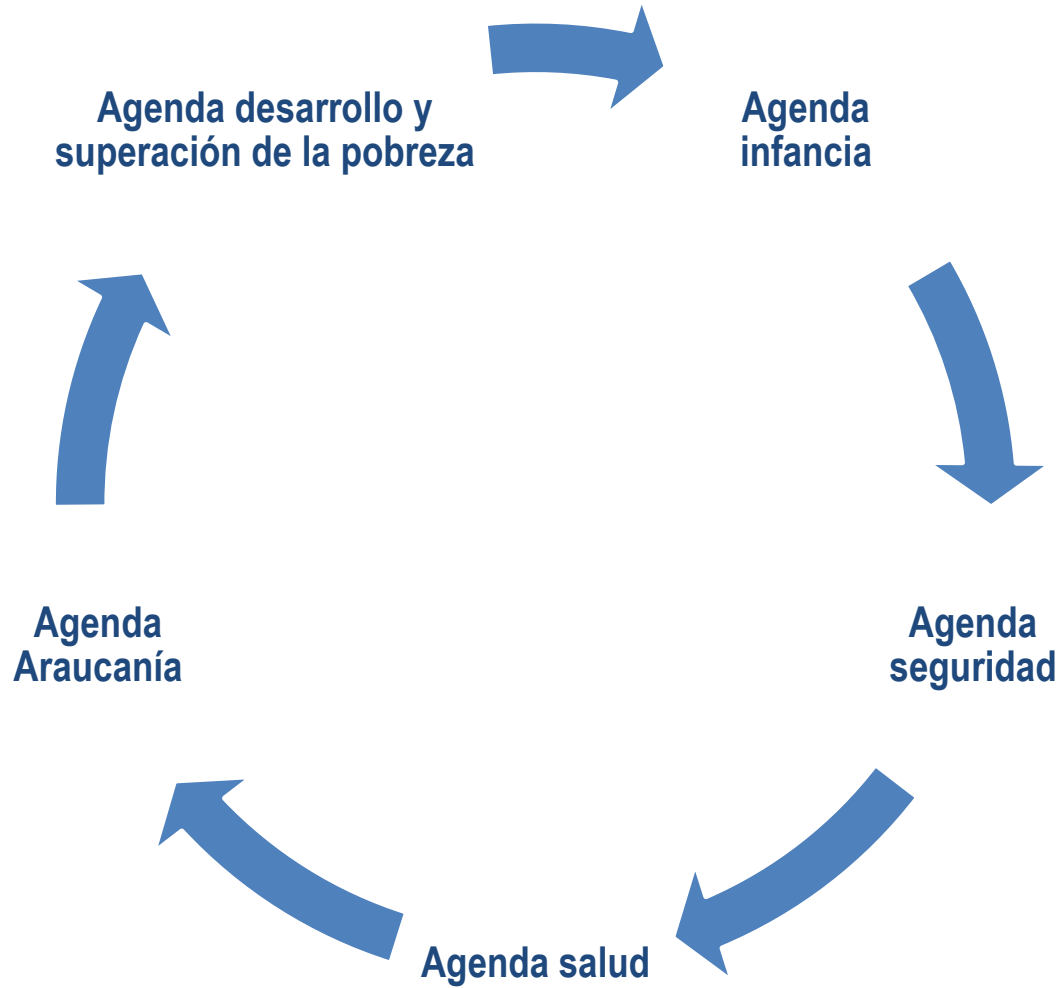 Agenda desarrollo y
superación de la pobreza
Agenda
infancia
Agenda
seguridad
Agenda salud
Agenda
Araucanía